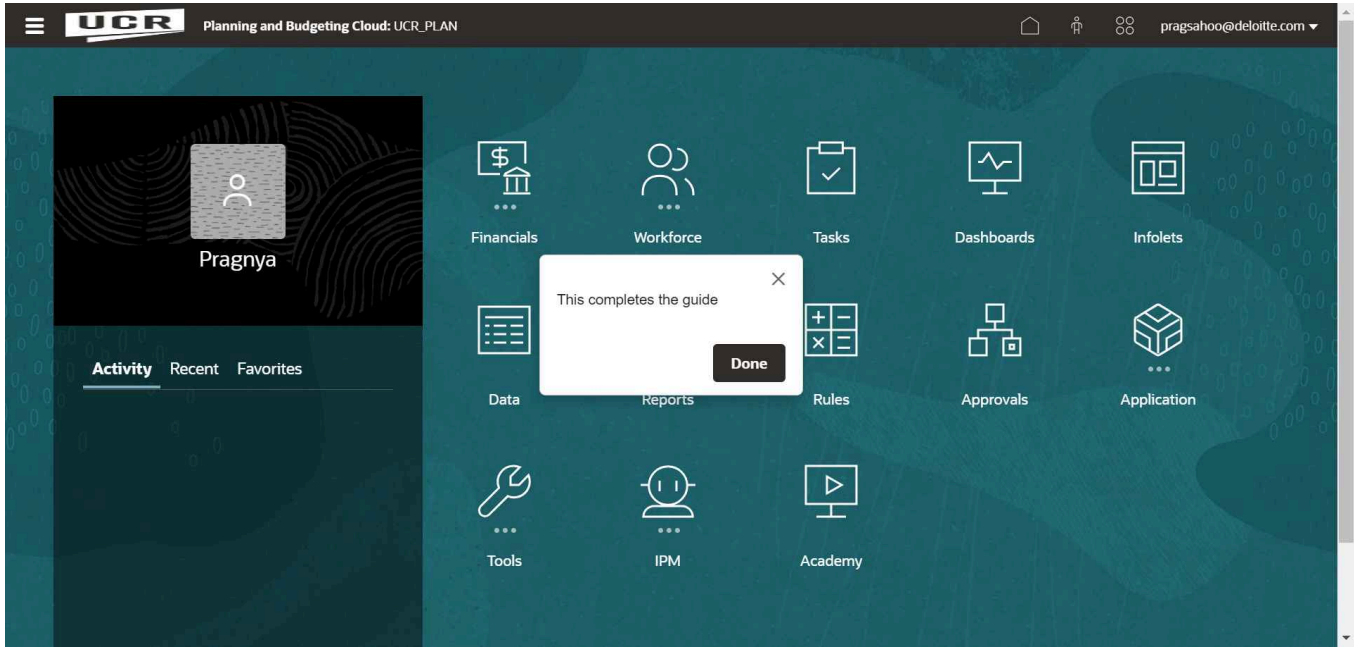 UCR Planning and Budgeting Cloud: UCR_PLAN pragsahoo@deloitte.com
Pragnya
Activity Recent Favorites
Financials Workforce Tasks Dashboards Infolets
This completes the guide
Done
Data Reports Rules Approvals Application
Tools IPM Academy